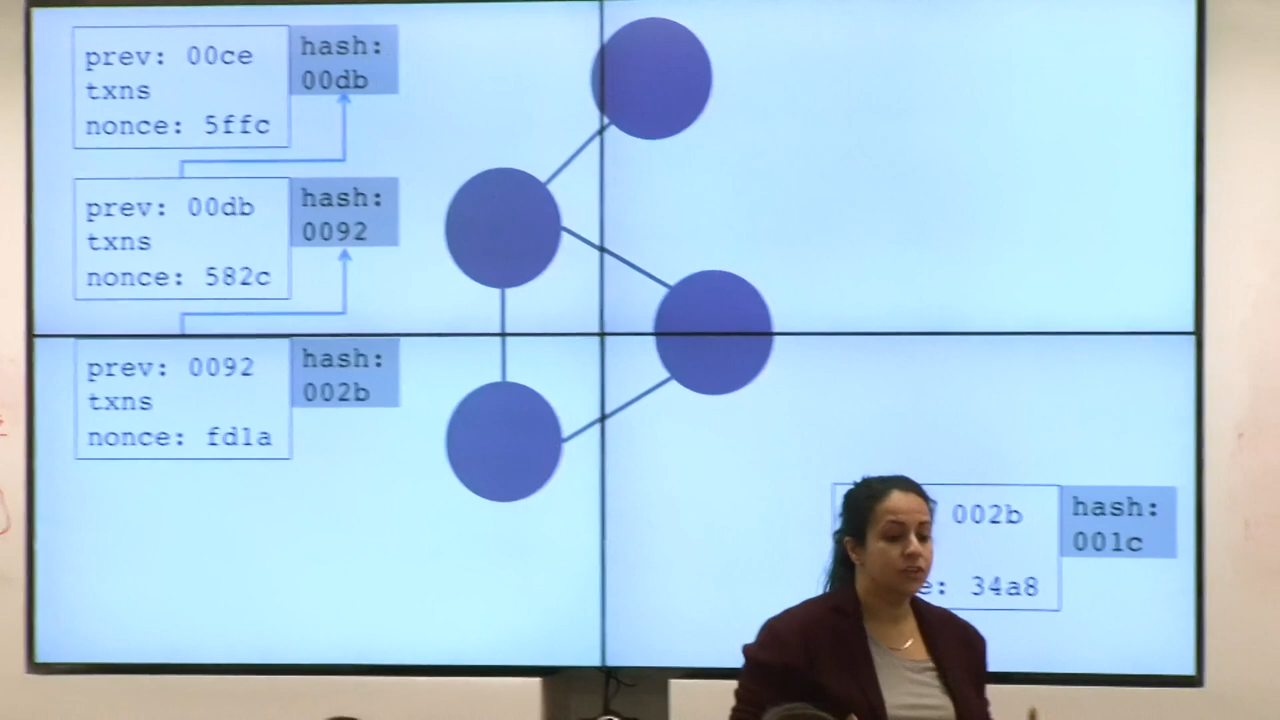 prev: 00ce
txns
nonce: 5ffc
hash:
00db
prev: 00db
txns
nonce: 582c
hash:
0092
prev: 0092
txns
nonce: fd1a
hash:
002b
002b
e: 34a8
hash:
001c